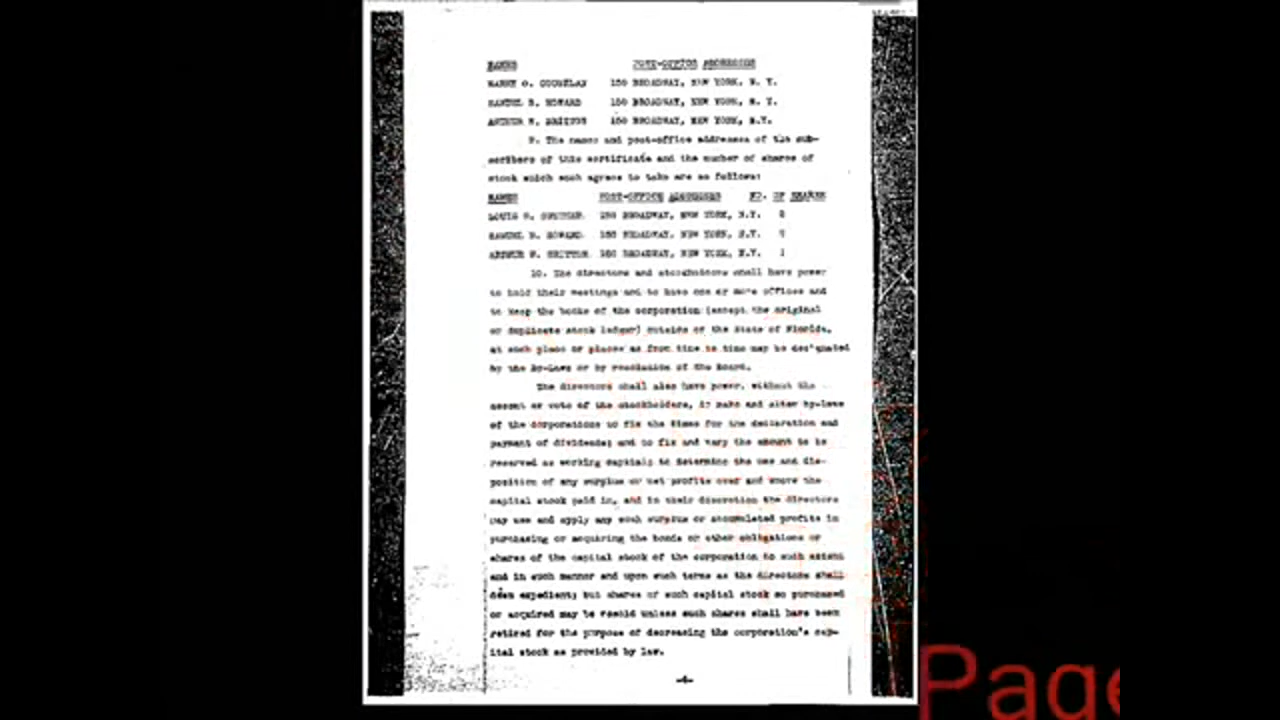 NAMES POST-OFFICE ADDRESSES
HARRY O. COUGHLAN 150 BROADWAY, NEW YORK, N. Y.
SAMUEL B. HOWARD 150 BROADWAY, NEW YORK, N. Y.
ARTHUR W. BRITTON 150 BROADWAY, NEW YORK, N.Y.
9. The names and post-office addresses of the sub-
scribers of this certificate and the number of shares of
stock which each agrees to take are as follows:
NAMES POST-OFFICE ADDRESSES NO. OF SHARES
LOUIS 150 BROADWAY, NEW YORK, N.Y.
SAMUEL B. HOWARD 150 BROADWAY, NEW YORK, N.Y.
ARTHUR W. BRITTON 150 BROADWAY, NEW YORK, N.Y. 1
10. The directors and stockholders shall have power
to hold their meetings and to have one or more offices and
to keep the books of the corporation (except the original
or duplicate stock ledger) outside of the State of Florida,
at such place or places as from time to time may be designated
by the By-Laws or by resolution of the Board.
The directors shall also have power, without the
assent or vote of the stockholders, to make and alter by-laws
of the corporation; to fix the times for the declaration and
payment of dividends; and to fix and vary the amount to be
reserved as working capital; to determine the use and dis-
position of any surplus or net profits over and above the
capital stock paid in, and in their discretion the directors
may use and apply any such surplus or accumulated profits in
purchasing or acquiring the bonds or other obligations or
shares of the capital stock of the corporation to such extent
and in such manner and upon such terms as the directors shall
deem expedient; but shares of such capital stock so purchased
or acquired may be resold unless such shares shall have been
retired for the purpose of decreasing the corporation's cap-
ital stock as provided by law.
-4-
Page